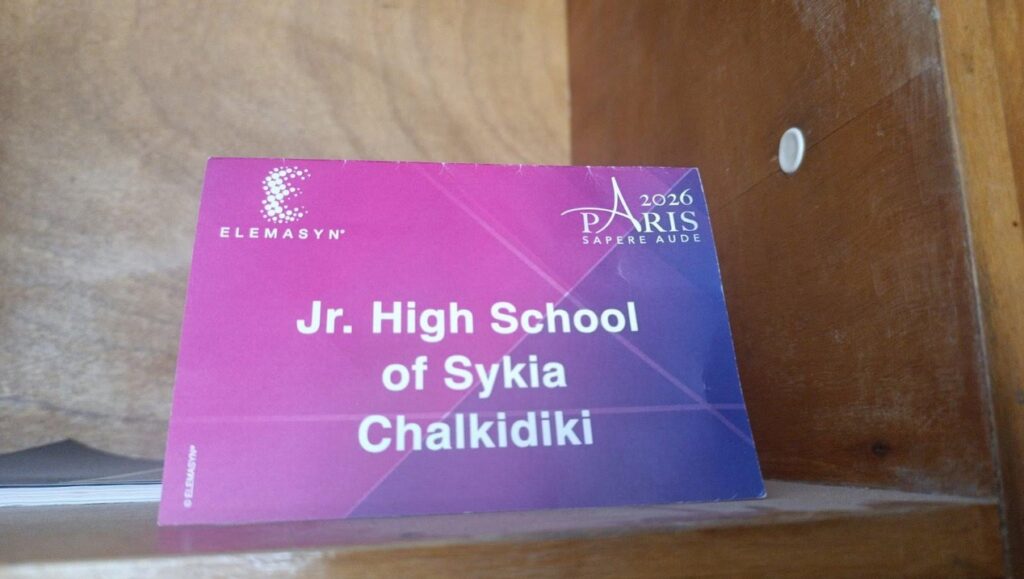 ELEMASYN®
2026
PARIS
SAPERE AUDE
Jr. High School
of Sykia
Chalkidiki
© ELEMASYN®